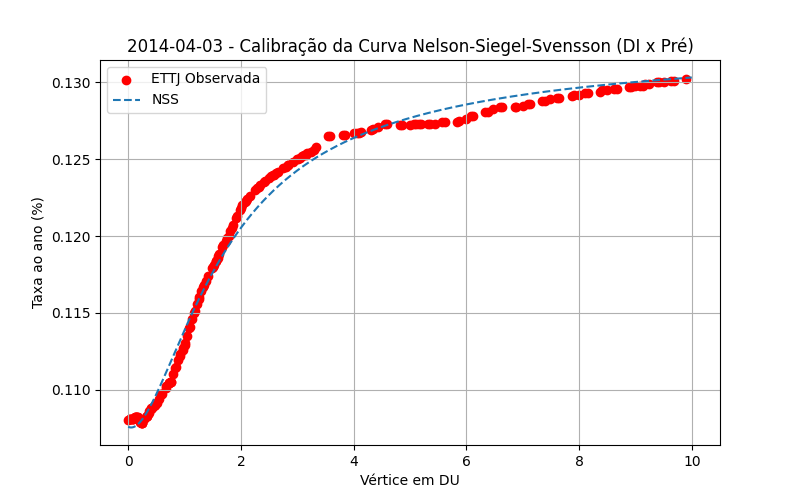 2014-04-03 - Calibração da Curva Nelson-Siegel-Svensson (DI x Pré)
ETTJ Observada
NSS
Taxa ao ano (%)
0.130
0.125
0.120
0.115
0.110
0 2 4 6 8 10
Vértice em DU